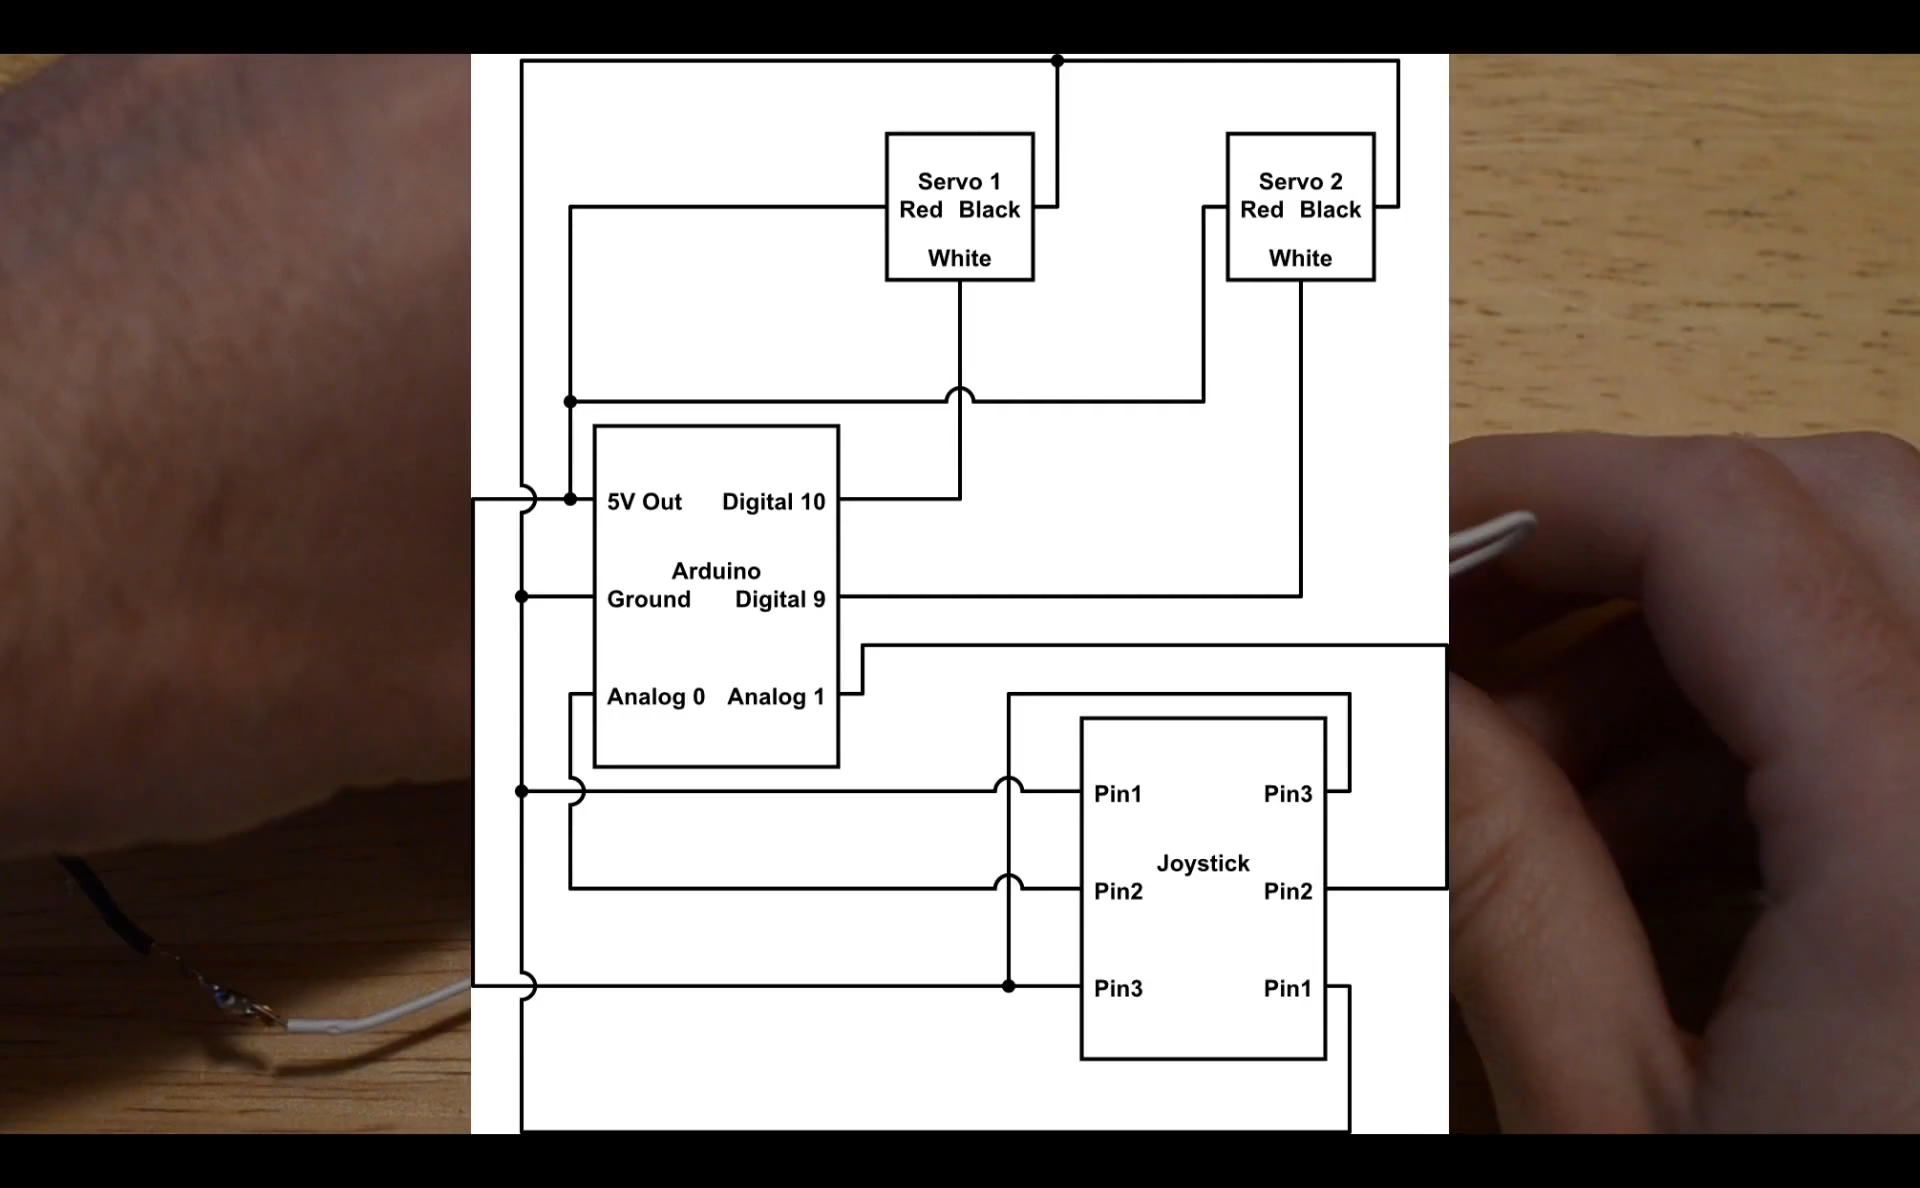 Servo 1
Red Black
White
Servo 2
Red Black
White
5V Out Digital 10
Arduino
Ground Digital 9
Analog 0 Analog 1
Pin1 Pin3
Joystick
Pin2 Pin2
Pin3 Pin1